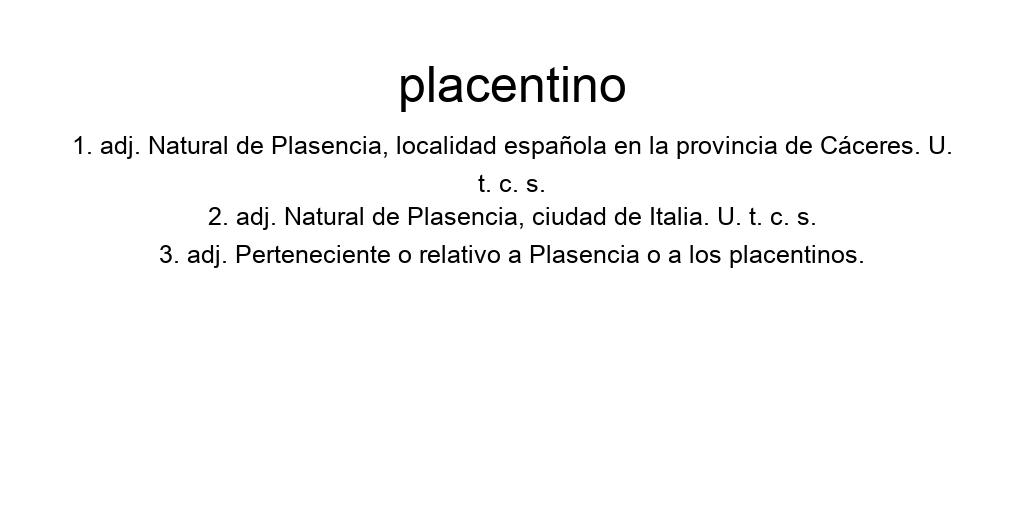 placentino
1. adj. Natural de Plasencia, localidad española en la provincia de Cáceres. U.
t. c. s.
2. adj. Natural de Plasencia, ciudad de Italia. U. t. c. s.
3. adj. Perteneciente o relativo a Plasencia o a los placentinos.